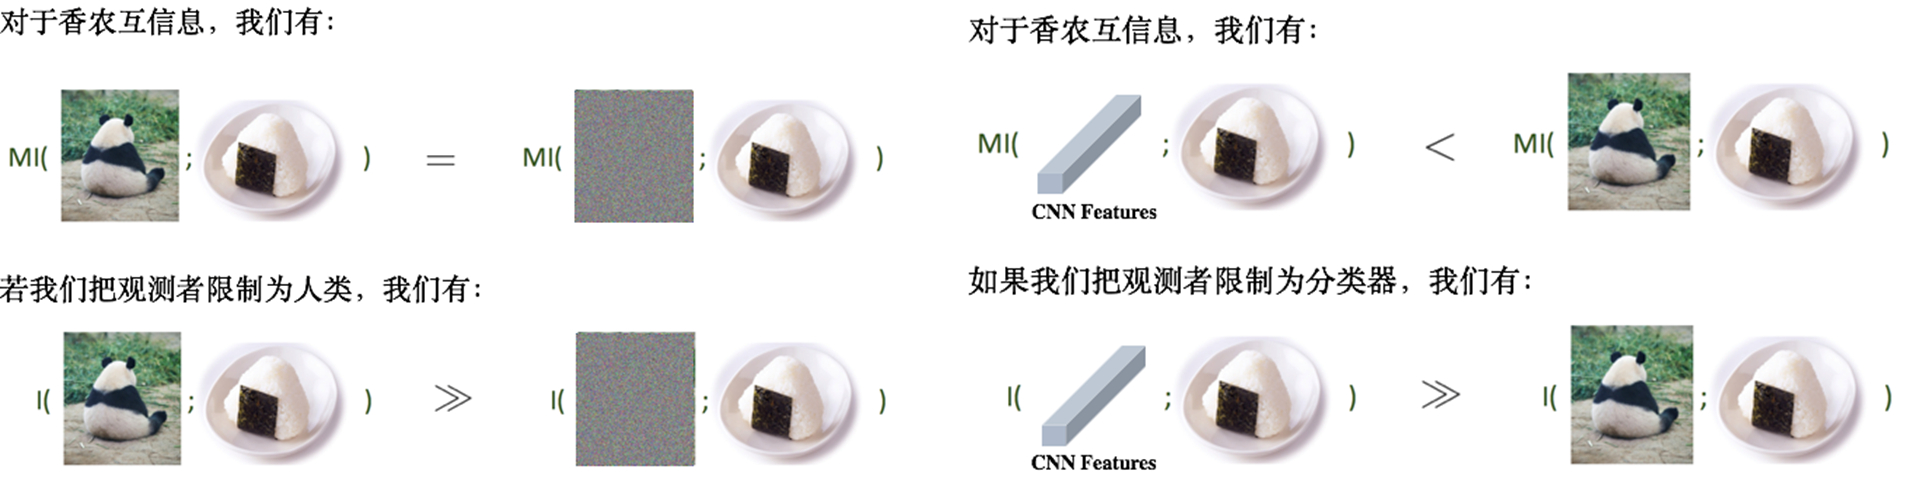 对于香农互信息，我们有：
MI( ; ) = MI( ; )
若我们把观测者限制为人类，我们有：
I( ; ) ≫ I( ; )
对于香农互信息，我们有：
MI( ; ) < MI( ; )
CNN Features
如果我们把观测者限制为分类器，我们有：
I( ; ) ≫ I( ; )
CNN Features